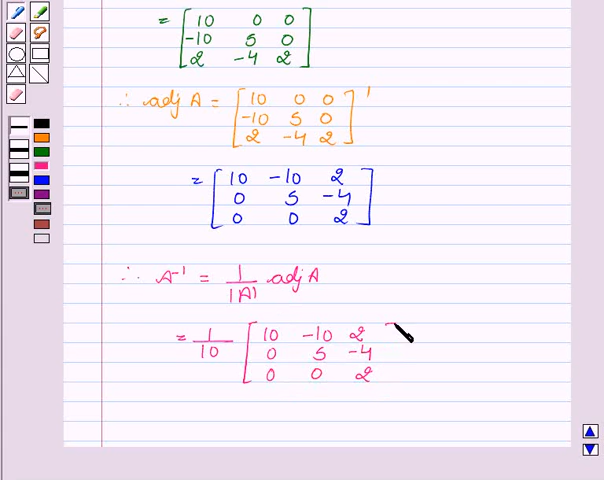 = [ 10 0 0
-10 5 0
2 -4 2 ]
∴ adj A = [ 10 0 0
-10 5 0
2 -4 2 ]'
= [ 10 -10 2
0 5 -4
0 0 2 ]
∴ A⁻¹ = 1/|A| adj A
= 1/10 [ 10 -10 2
0 5 -4
0 0 2